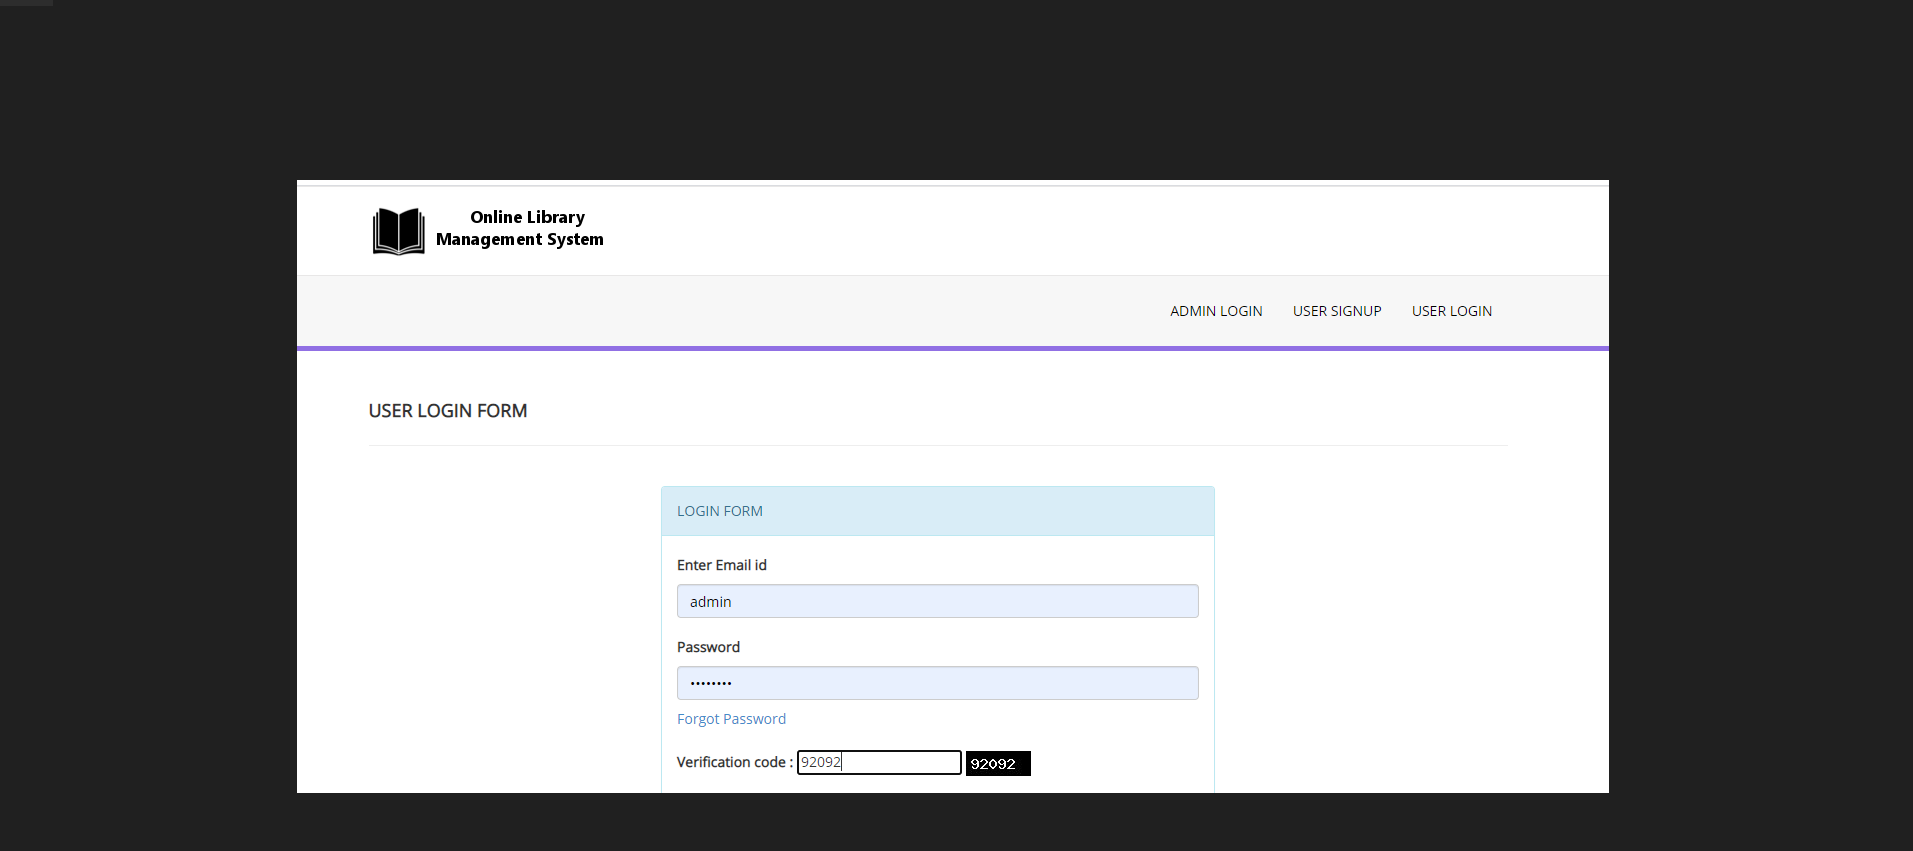 Online Library
Management System
ADMIN LOGIN USER SIGNUP USER LOGIN
USER LOGIN FORM
LOGIN FORM
Enter Email id
admin
Password
••••••••
Forgot Password
Verification code : 92092 92092